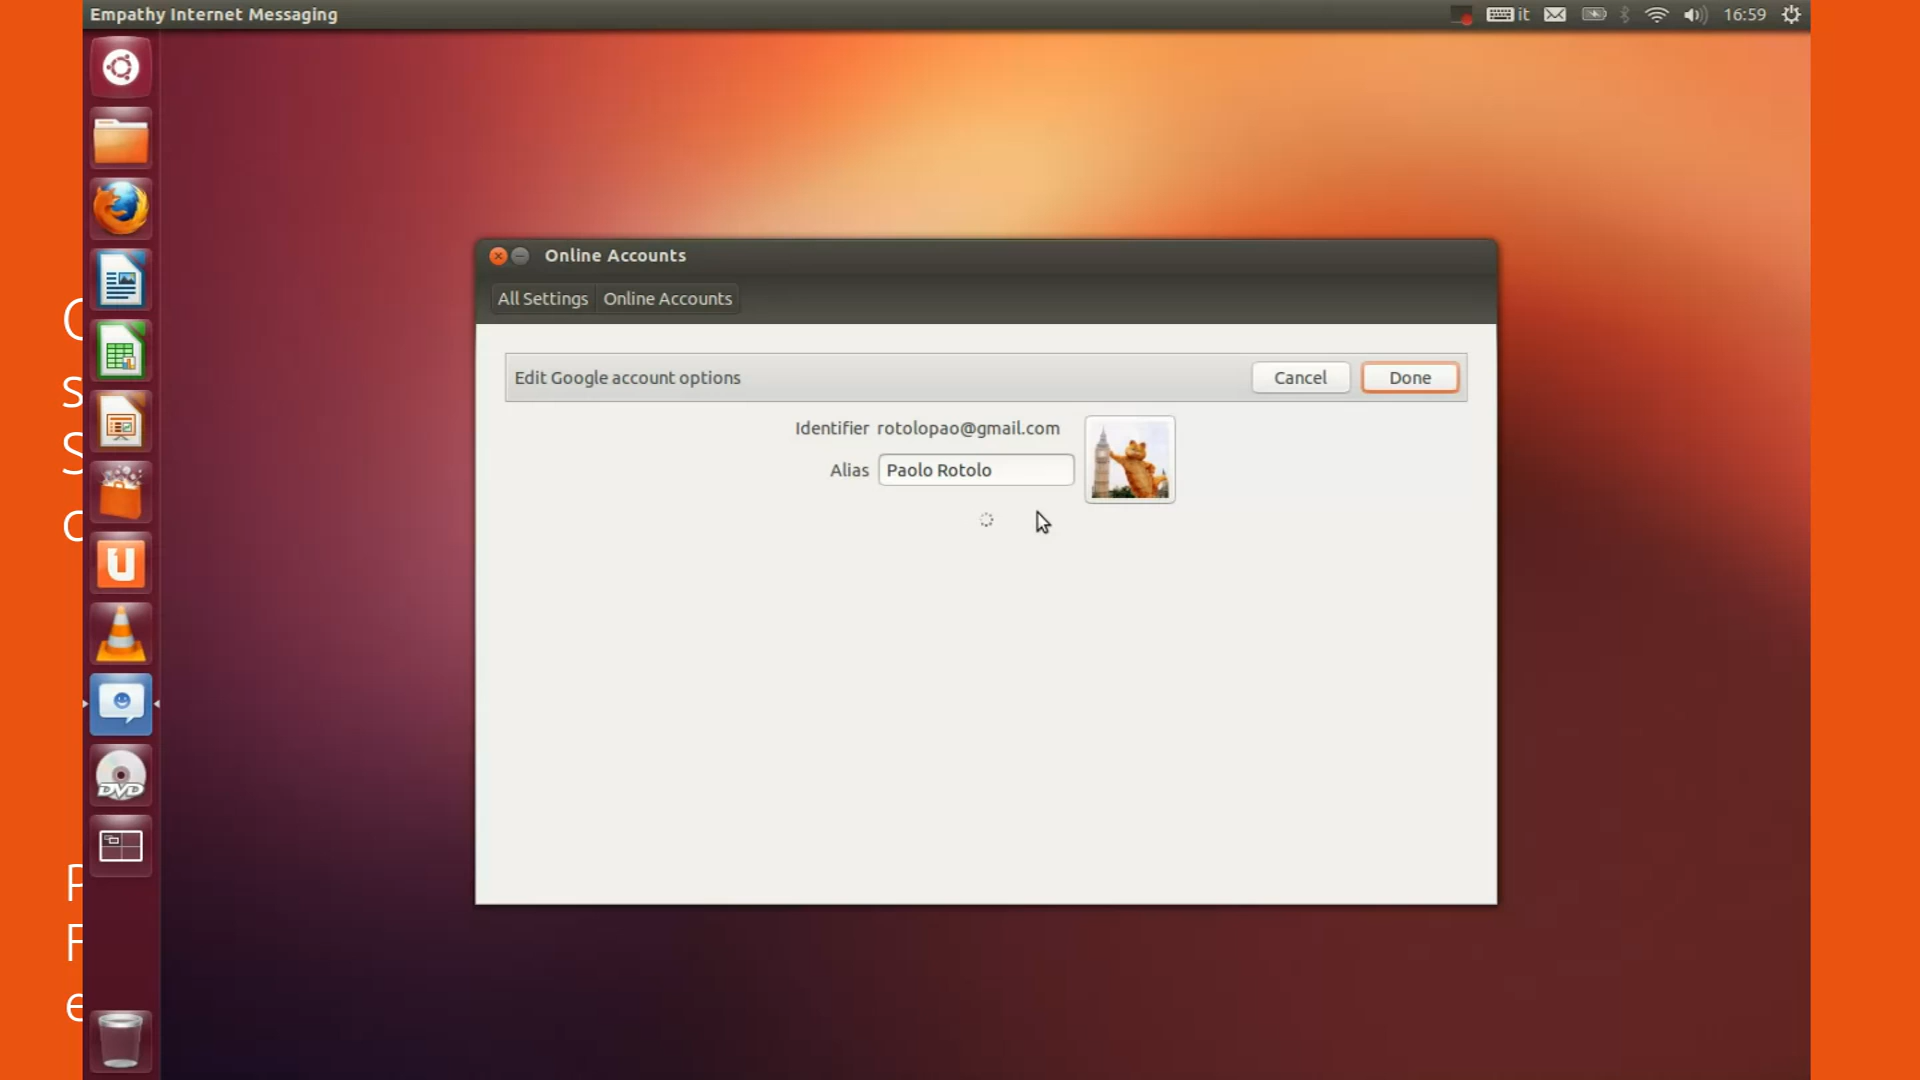 Empathy Internet Messaging
it
16:59
Online Accounts
All Settings Online Accounts
Edit Google account options
Cancel
Done
Identifier rotolopao@gmail.com
Alias Paolo Rotolo
DVD